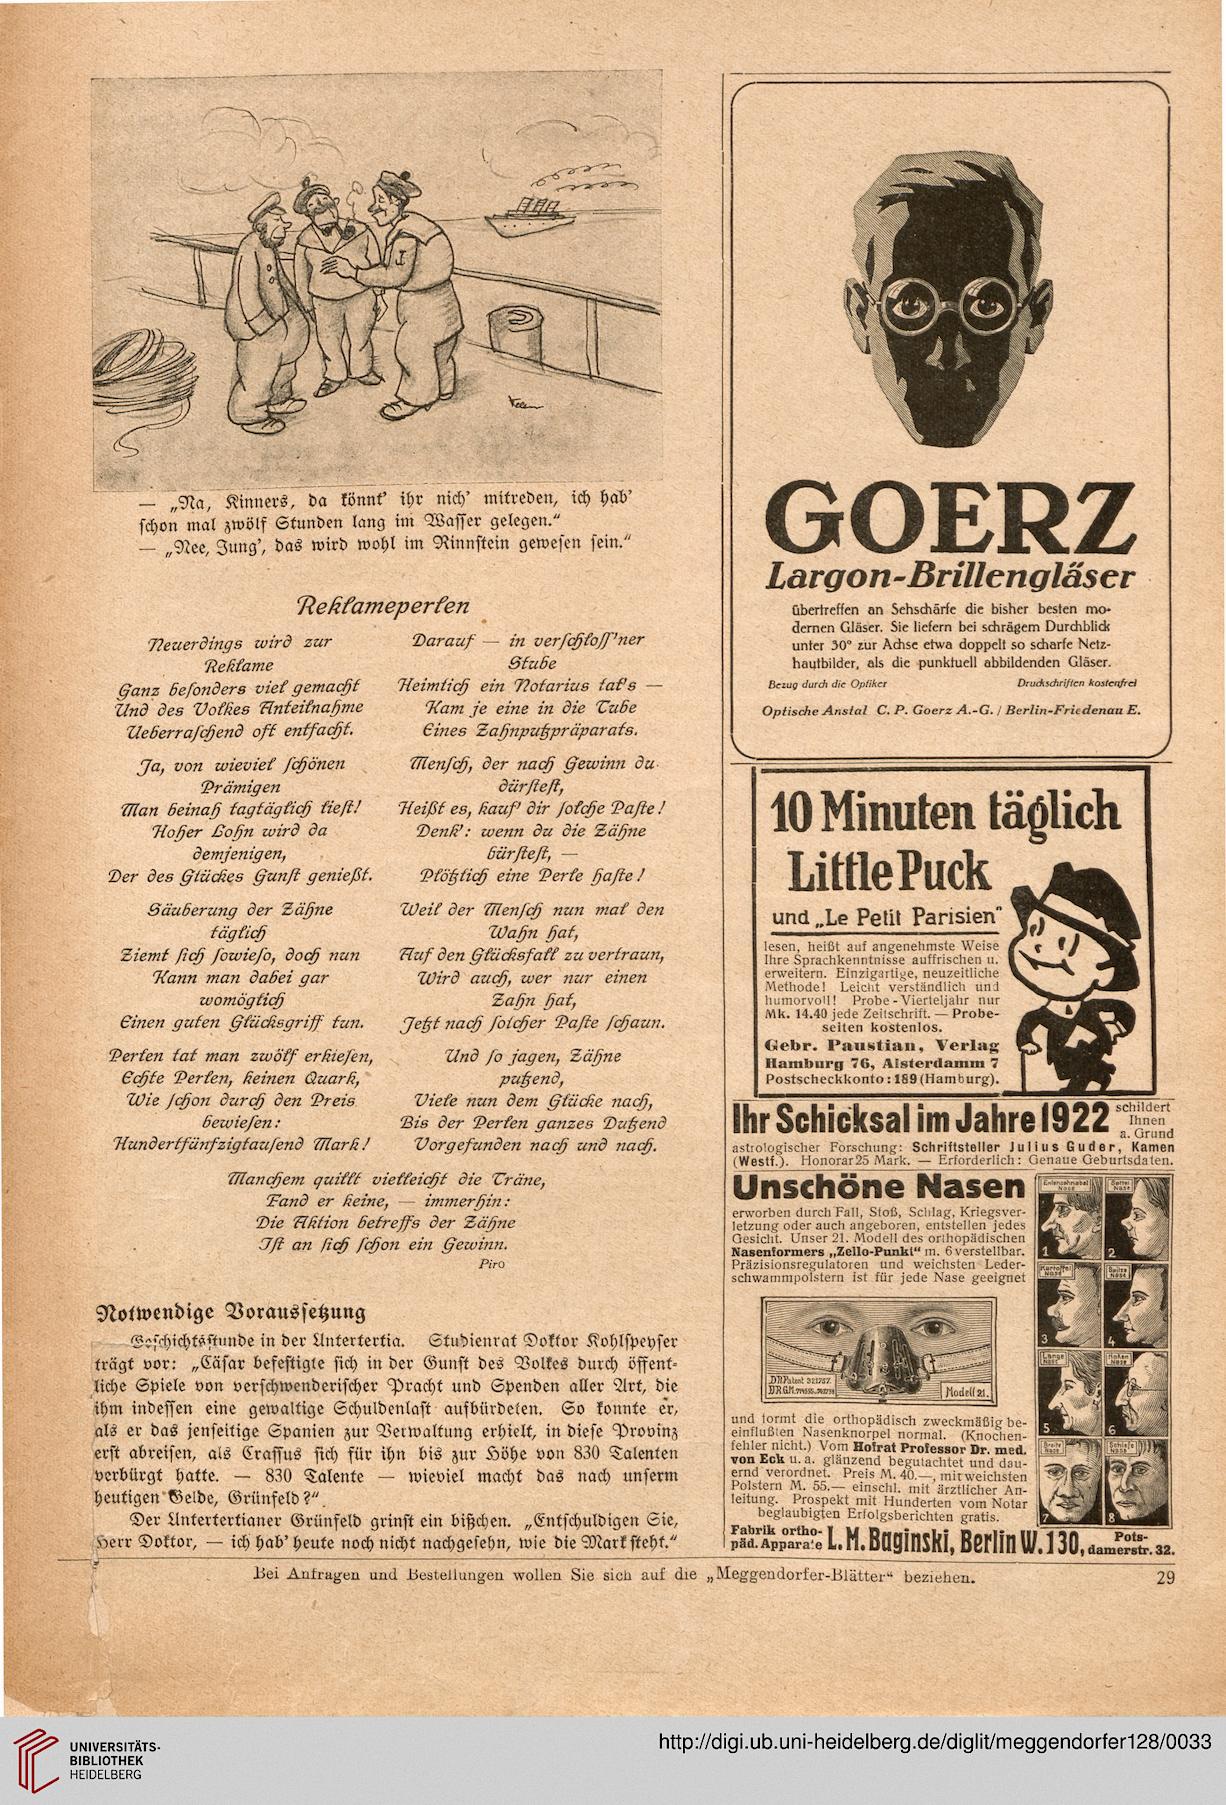 — „Na, Kinners, da könnt' ihr nich' mitreden, ich hab'
schon mal zwölf Stunden lang im Wasser gelegen."
— „Nee, Jung', das wird wohl im Rinnstein gewesen sein."
Reklameperlen
Neuerdings wird zur
Reklame
Ganz besonders viel gemacht
Und des Volkes Anteilnahme
Ueberraschend oft entfacht.
Ja, von wieviel schönen
Prämigen
Man beinah tagtäglich liest!
Hoher Lohn wird da
demjenigen,
Der des Glückes Gunst genießt.
Säuberung der Zähne
täglich
Ziemt sich sowieso, doch nun
Kann man dabei gar
womöglich
Einen guten Glücksgriff tun.
Perlen tat man zwölf erkiesen,
Echte Perlen, keinen Quark,
Wie schon durch den Preis
bewiesen:
Hundertfünfzigtausend Mark!
Darauf — in verschloss'ner
Stube
Heimlich ein Notarius tat's —
Kam je eine in die Tube
Eines Zahnputzpräparats.
Mensch, der nach Gewinn du
dürstest,
Heißt es, kauf' dir solche Paste!
Denk': wenn du die Zähne
bürstest, —
Plötzlich eine Perle haste!
Weil der Mensch nun mal den
Wahn hat,
Auf den Glücksfall zu vertraun,
Wird auch, wer nur einen
Zahn hat,
Jetzt nach solcher Paste schaun.
Und so jagen, Zähne
putzend,
Viele nun dem Glücke nach,
Bis der Perlen ganzes Dutzend
Vorgefunden nach und nach.
Manchem quillt vielleicht die Träne,
Fand er keine, — immerhin:
Die Aktion betreffs der Zähne
Ist an sich schon ein Gewinn.
Piro
Notwendige Voraussetzung
Geschichtsstunde in der Untertertia. Studienrat Doktor Kohlspeyser
trägt vor: „Cäsar befestigte sich in der Gunst des Volkes durch öffent-
liche Spiele von verschwenderischer Pracht und Spenden aller Art, die
ihm indessen eine gewaltige Schuldenlast aufbürdeten. So konnte er,
als er das jenseitige Spanien zur Verwaltung erhielt, in diese Provinz
erst abreisen, als Crassus sich für ihn bis zur Höhe von 830 Talenten
verbürgt hatte. — 830 Talente — wieviel macht das nach unserm
heutigen Gelde, Grünfeld?"
Der Untertertianer Grünfeld grinst ein bißchen. „Entschuldigen Sie,
Herr Doktor, — ich hab' heute noch nicht nachgesehn, wie die Mark steht."
GOERZ
Largon-Brillengläser
übertreffen an Sehschärfe die bisher besten mo-
dernen Gläser. Sie liefern bei schrägem Durchblick
unter 30° zur Achse etwa doppelt so scharfe Netz-
hautbilder, als die punktuell abbildenden Gläser.
Bezug durch die Optiker Druckschriften kostenfrei
Optische Anstal C. P. Goerz A.-G. / Berlin-Friedenau E.
10 Minuten täglich
Little Puck
und „Le Petit Parisien"
lesen, heißt auf angenehmste Weise
Ihre Sprachkenntnisse auffrischen u.
erweitern. Einzigartige, neuzeitliche
Methode! Leicht verständlich und
humorvoll! Probe-Vierteljahr nur
Mk. 14.40 jede Zeitschrift. — Probe-
seiten kostenlos.
Gebr. Paustian, Verlag
Hamburg 76, Alsterdamm 7
Postscheckkonto: 189 (Hamburg).
Ihr Schicksal im Jahre 1922 schildert
Ihnen
a. Grund
astrologischer Forschung: Schriftsteller Julius Guder, Kamen
(Westf.). Honorar 25 Mark. — Erforderlich: Genaue Geburtsdaten.
Unschöne Nasen
erworben durch Fall, Stoß, Schlag, Kriegsver-
letzung oder auch angeboren, entstellen jedes
Gesicht. Unser 21. Modell des orthopädischen
Nasenformers „Zello-Punkt" m. 6 verstellbar.
Präzisionsregulatoren und weichsten Leder-
schwammpolstern ist für jede Nase geeignet
D.R.Patent 321757.
D.R.G.M.
Modell 21.
und formt die orthopädisch zweckmäßig be-
einflußten Nasenknorpel normal. (Knochen-
fehler nicht.) Vom Hofrat Professor Dr. med.
von Eck u. a. glänzend begutachtet und dau-
ernd verordnet. Preis M. 40.—, mit weichsten
Polstern M. 55.— einschl. mit ärztlicher An-
leitung. Prospekt mit Hunderten vom Notar
beglaubigten Erfolgsberichten gratis.
Entenschnabel Nase
1
Sattel Nase
2
Kartoffel Nase
3
Spitze Nase
4
Lange Nase
5
Haken Nase
6
Breite Nase
7
Schiefe Nase
8
Fabrik ortho-
päd. Apparate L. M. Baginski, Berlin W. 130, Pots-
damerstr. 32.
Bei Anfragen und Bestellungen wollen Sie sich auf die „Meggendorfer-Blätter" beziehen.
29
UNIVERSITÄTS-
BIBLIOTHEK
HEIDELBERG
http://digi.ub.uni-heidelberg.de/diglit/meggendorfer128/0033